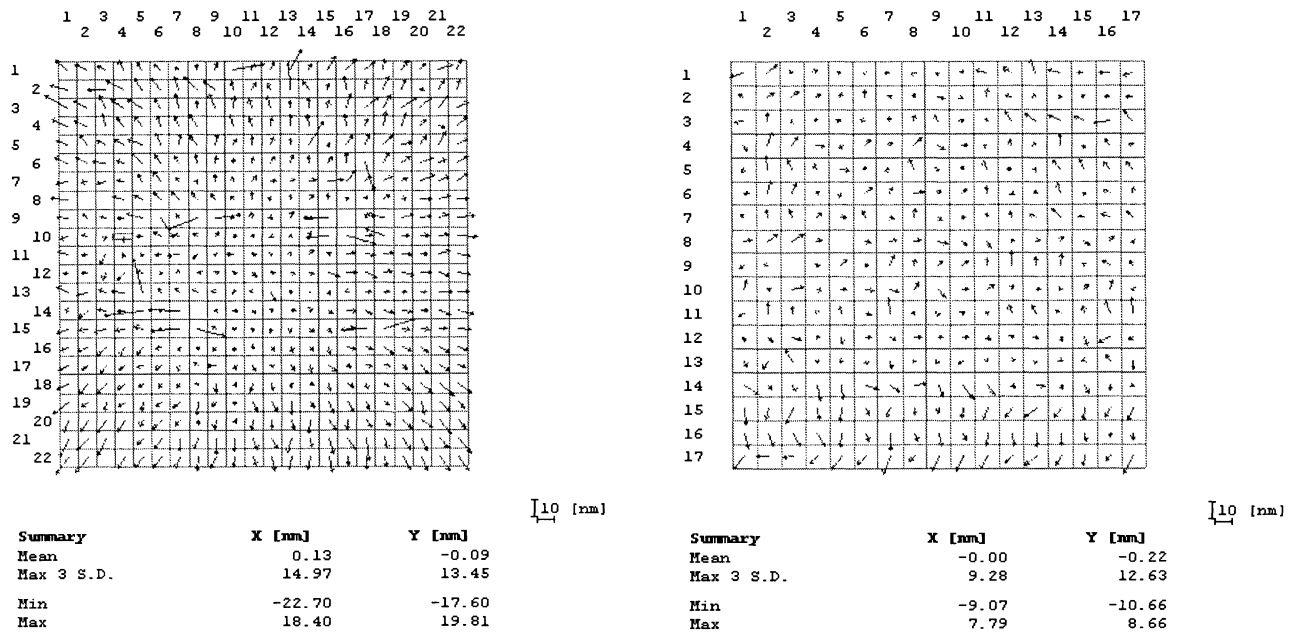 1 3 5 7 9 11 13 15 17 19 21
2 4 6 8 10 12 14 16 18 20 22
1
2
3
4
5
6
7
8
9
10
11
12
13
14
15
16
17
18
19
20
21
22
10 [nm]
Summary X [nm] Y [nm]
Mean 0.13 -0.09
Max 3 S.D. 14.97 13.45
Min -22.70 -17.60
Max 18.40 19.81
1 3 5 7 9 11 13 15 17
2 4 6 8 10 12 14 16
1
2
3
4
5
6
7
8
9
10
11
12
13
14
15
16
17
10 [nm]
Summary X [nm] Y [nm]
Mean -0.00 -0.22
Max 3 S.D. 9.28 12.63
Min -9.07 -10.66
Max 7.79 8.66